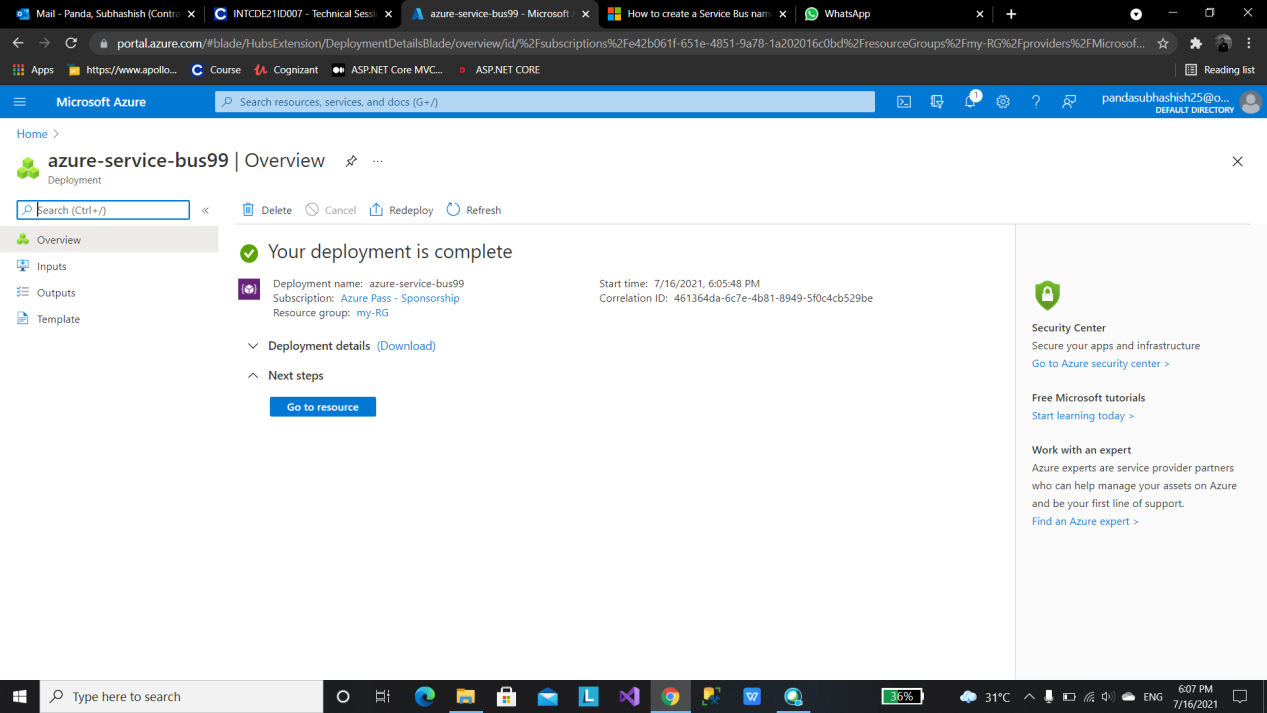 Mail - Panda, Subhashish (Contra
INTCDE21ID007 - Technical Sessi
azure-service-bus99 - Microsoft A
How to create a Service Bus nam
WhatsApp
portal.azure.com/#blade/HubsExtension/DeploymentDetailsBlade/overview/id/%2Fsubscriptions%2Fe42b061f-651e-4851-9a78-1a202016c0bd%2FresourceGroups%2Fmy-RG%2Fproviders%2FMicrosof...
Apps
https://www.apollo...
Course
Cognizant
ASP.NET Core MVC...
ASP.NET CORE
Reading list
Microsoft Azure
Search resources, services, and docs (G+/)
1
pandasubhashish25@o...
DEFAULT DIRECTORY
Home
azure-service-bus99 | Overview
Deployment
Search (Ctrl+/)
Delete
Cancel
Redeploy
Refresh
Overview
Inputs
Outputs
Template
Your deployment is complete
Deployment name: azure-service-bus99
Subscription: Azure Pass - Sponsorship
Resource group: my-RG
Start time: 7/16/2021, 6:05:48 PM
Correlation ID: 461364da-6c7e-4b81-8949-5f0c4cb529be
Deployment details (Download)
Next steps
Go to resource
Security Center
Secure your apps and infrastructure
Go to Azure security center >
Free Microsoft tutorials
Start learning today >
Work with an expert
Azure experts are service provider partners
who can help manage your assets on Azure
and be your first line of support.
Find an Azure expert >
Type here to search
36%
31°C
ENG
6:07 PM
7/16/2021